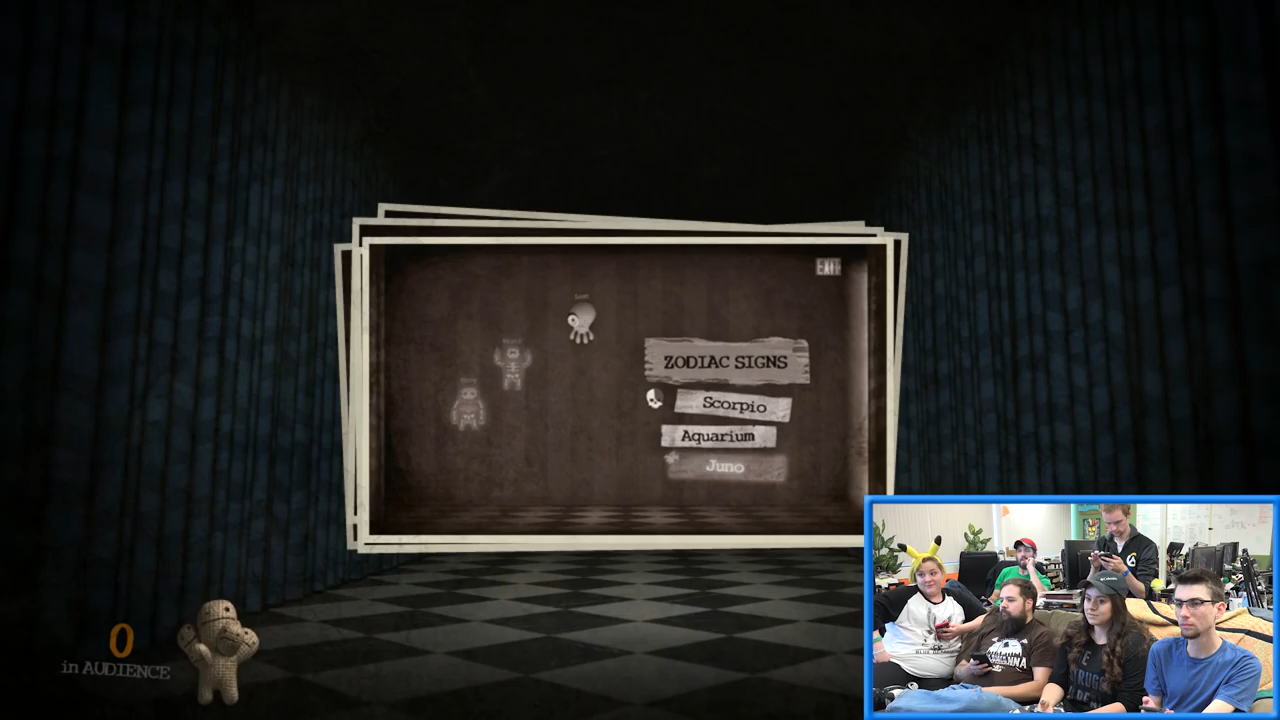 EXIT
ZODIAC SIGNS
Scorpio
Aquarium
Juno
0
in AUDIENCE